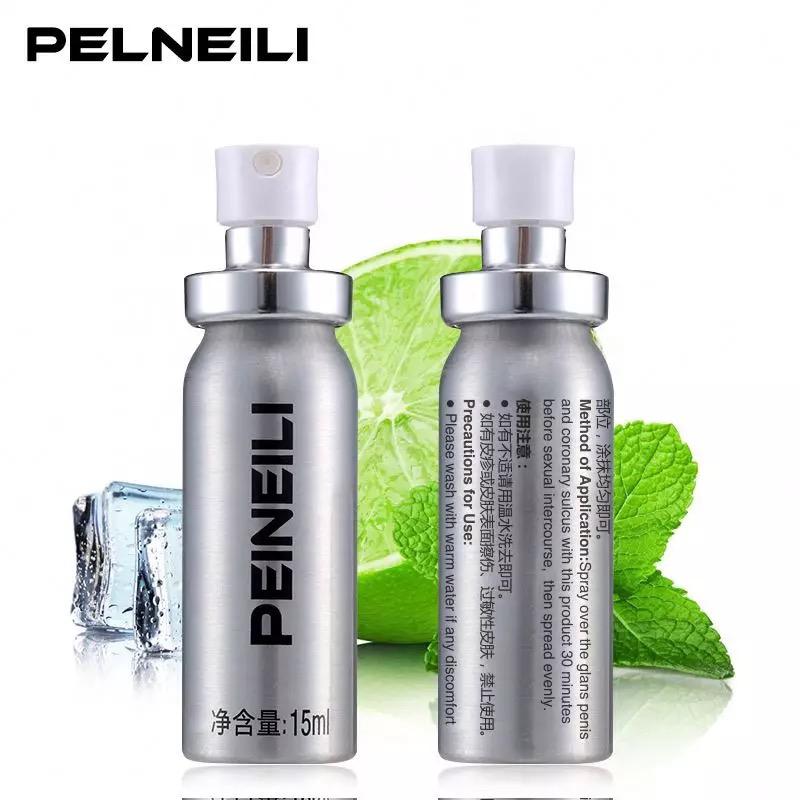 PELNEILI
PEINEILI
净含量:15ml
部位，涂抹均匀即可。
Method of Application:Spray over the glans penis
and coronary sulcus with this product 30 minutes
before sexual intercourse, then spread evenly.
使用注意：
● 如有不适请用温水洗去即可。
● 如有皮疹或皮肤表面擦伤、过敏性皮肤，禁止使用。
Precautions for Use:
● Please wash with warm water if any discomfort